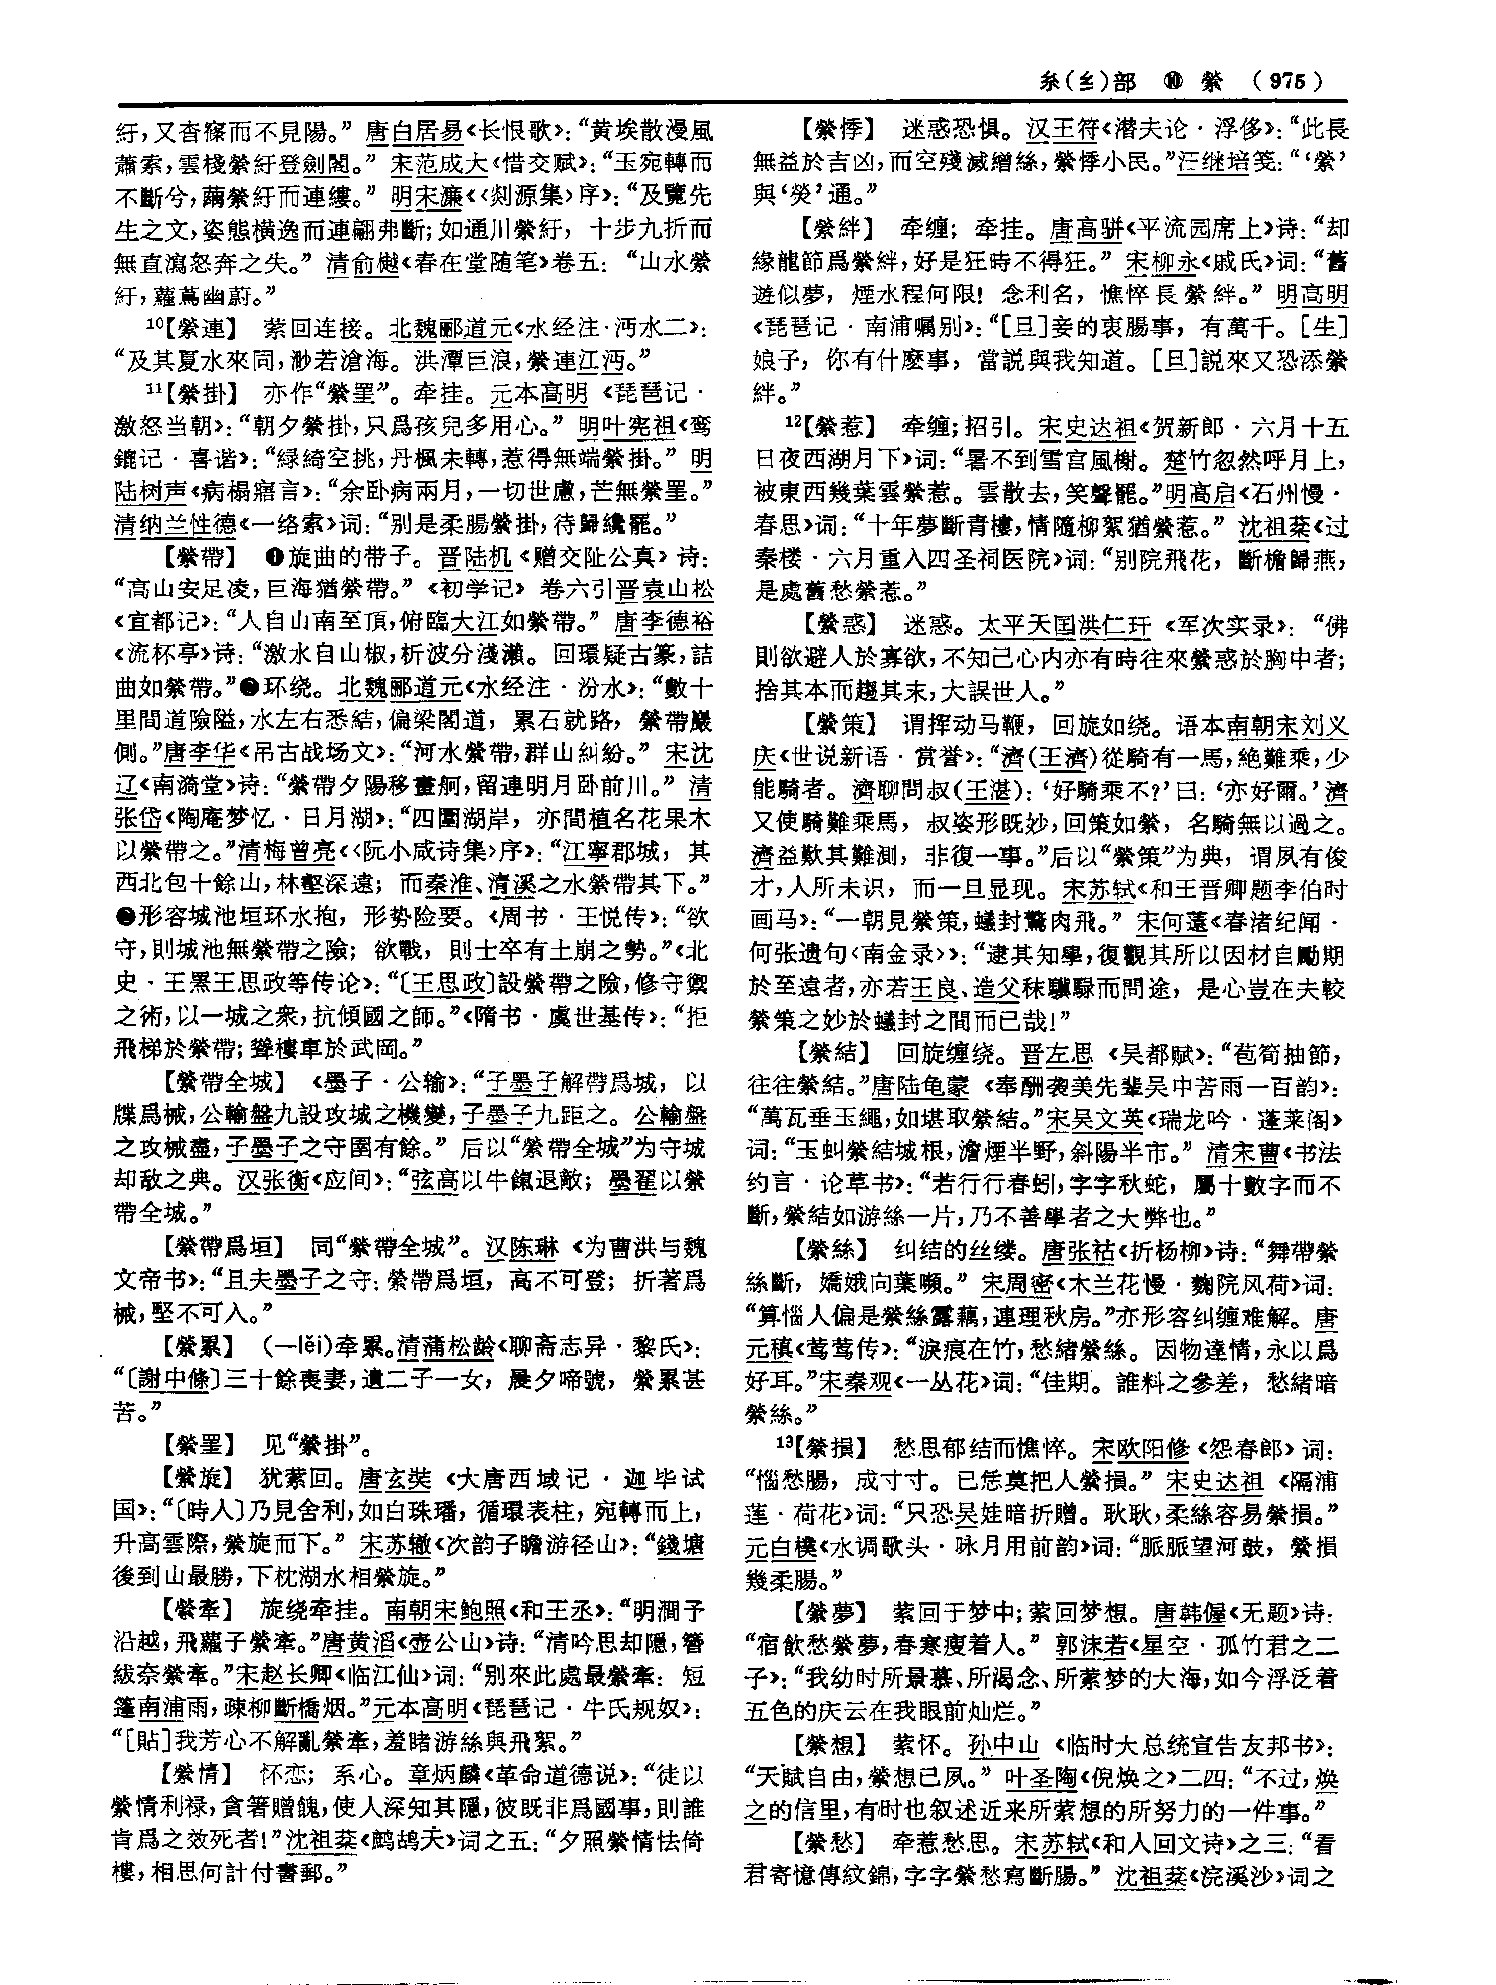 糸(糹)部 ⑩ 縈 (975)
紆，又杳窱而不見陽。” 唐白居易《长恨歌》：“黄埃散漫風
蕭索，雲棧縈紆登劍閣。” 宋范成大《惜交赋》：“玉宛轉而
不斷兮，藕縈紆而連縷。” 明宋濂《〈剡源集〉序》：“及覽先
生之文，姿態横逸而連翩弗斷；如通川縈紆，十步九折而
無直瀉怒奔之失。” 清俞樾《春在堂随笔》卷五：“山水縈
紆，蘿蔦幽蔚。”
¹⁰【縈連】 萦回连接。北魏郦道元《水经注·沔水二》：
“及其夏水來同，渺若滄海。洪潭巨浪，縈連江沔。”
¹¹【縈掛】 亦作“縈罣”。牵挂。元本高明《琵琶记·
激怒当朝》：“朝夕縈掛，只爲孩兒多用心。” 明叶宪祖《鸾
鎞记·喜谐》：“緑綺空挑，丹楓未轉，惹得無端縈掛。” 明
陆树声《病榻寤言》：“余卧病兩月，一切世慮，芒無縈罣。”
清纳兰性德《一络索》词：“别是柔腸縈掛，待歸纔罷。”
【縈帶】 ❶旋曲的带子。晋陆机《赠交阯公真》诗：
“高山安足凌，巨海猶縈帶。” 《初学记》卷六引晋袁山松
《宜都记》：“人自山南至頂，俯臨大江如縈帶。” 唐李德裕
《流杯亭》诗：“激水自山椒，析波分淺瀨。回環疑古篆，詰
曲如縈帶。”❷环绕。北魏郦道元《水经注·汾水》：“數十
里間道險隘，水左右悉結，偏梁閣道，累石就路，縈帶巖
側。”唐李华《吊古战场文》：“河水縈帶，群山糾紛。” 宋沈
辽《南漪堂》诗：“縈帶夕陽移畫舸，留連明月卧前川。” 清
张岱《陶庵梦忆·日月湖》：“四圍湖岸，亦間植名花果木
以縈帶之。”清梅曾亮《〈阮小咸诗集〉序》：“江寧郡城，其
西北包十餘山，林壑深遠；而秦淮、清溪之水縈帶其下。”
❸形容城池垣环水抱，形势险要。《周书·王悦传》：“欲
守，則城池無縈帶之險；欲戰，則士卒有土崩之勢。”《北
史·王罴王思政等传论》：“〔王思政〕設縈帶之險，修守禦
之術，以一城之衆，抗傾國之師。”《隋书·虞世基传》：“拒
飛梯於縈帶；聳樓車於武岡。”
【縈帶全城】 《墨子·公输》：“子墨子解帶爲城，以
牒爲械，公輸盤九設攻城之機變，子墨子九距之。公輸盤
之攻械盡，子墨子之守圉有餘。” 后以“縈帶全城”为守城
却敌之典。汉张衡《应间》：“弦高以牛餼退敵；墨翟以縈
帶全城。”
【縈帶爲垣】 同“縈帶全城”。汉陈琳《为曹洪与魏
文帝书》：“且夫墨子之守：縈帶爲垣，高不可登；折著爲
械，堅不可入。”
【縈累】 (一lěi)牵累。清蒲松龄《聊斋志异·黎氏》：
“〔謝中條〕三十餘喪妻，遺二子一女，晨夕啼號，縈累甚
苦。”
【縈罣】 见“縈掛”。
【縈旋】 犹萦回。唐玄奘《大唐西域记·迦毕试
国》：“〔時人〕乃見舍利，如白珠璠，循環表柱，宛轉而上，
升高雲際，縈旋而下。” 宋苏辙《次韵子瞻游径山》：“錢塘
後到山最勝，下枕湖水相縈旋。”
【縈牽】 旋绕牵挂。南朝宋鲍照《和王丞》：“明澗子
沿越，飛蘿子縈牽。”唐黄滔《壶公山》诗：“清吟思却隱，簪
紱奈縈牽。”宋赵长卿《临江仙》词：“别來此處最縈牽：短
篷南浦雨，疎柳斷橋烟。”元本高明《琵琶记·牛氏规奴》：
“［貼］我芳心不解亂縈牽，羞睹游絲與飛絮。”
【縈情】 怀恋；系心。章炳麟《革命道德说》：“徒以
縈情利禄，貪箸贈餽，使人深知其隱，彼既非爲國事，則誰
肯爲之效死者！”沈祖棻《鹧鸪天》词之五：“夕照縈情怯倚
樓，相思何計付書郵。”
【縈悸】 迷惑恐惧。汉王符《潜夫论·浮侈》：“此長
無益於吉凶，而空殘滅繒絲，縈悸小民。”汪继培笺：“‘縈’
與‘熒’通。”
【縈絆】 牵缠；牵挂。唐高骈《平流园席上》诗：“却
緣龍節爲縈絆，好是狂時不得狂。” 宋柳永《戚氏》词：“舊
遊似夢，煙水程何限！念利名，憔悴長縈絆。” 明高明
《琵琶记·南浦嘱别》：“［旦］妾的衷腸事，有萬千。［生］
娘子，你有什麽事，當説與我知道。［旦］説來又恐添縈
絆。”
¹²【縈惹】 牵缠；招引。宋史达祖《贺新郎·六月十五
日夜西湖月下》词：“暑不到雪宫風榭。楚竹忽然呼月上，
被東西幾葉雲縈惹。雲散去，笑聲罷。”明高启《石州慢·
春思》词：“十年夢斷青樓，情隨柳絮猶縈惹。” 沈祖棻《过
秦楼·六月重入四圣祠医院》词：“别院飛花，斷檐歸燕，
是處舊愁縈惹。”
【縈惑】 迷惑。太平天国洪仁玕《军次实录》：“佛
則欲避人於寡欲，不知己心内亦有時往來縈惑於胸中者；
捨其本而趨其末，大誤世人。”
【縈策】 谓挥动马鞭，回旋如绕。语本南朝宋刘义
庆《世说新语·赏誉》：“濟(王濟)從騎有一馬，絶難乘，少
能騎者。濟聊問叔(王湛)：‘好騎乘不？’曰：‘亦好爾。’濟
又使騎難乘馬，叔姿形既妙，回策如縈，名騎無以過之。
濟益歎其難測，非復一事。”后以“縈策”为典，谓夙有俊
才，人所未识，而一旦显现。宋苏轼《和王晋卿题李伯时
画马》：“一朝見縈策，蟻封驚肉飛。” 宋何薳《春渚纪闻·
何张遗句〈南金录〉》：“逮其知學，復觀其所以因材自勵期
於至遠者，亦若王良、造父秣驥騄而問途，是心豈在夫較
縈策之妙於蟻封之間而已哉！”
【縈結】 回旋缠绕。晋左思《吴都赋》：“苞筍抽節，
往往縈結。”唐陆龟蒙《奉酬袭美先辈吴中苦雨一百韵》：
“萬瓦垂玉繩，如堪取縈結。”宋吴文英《瑞龙吟·蓬莱阁》
词：“玉虯縈結城根，澹煙半野，斜陽半市。” 清宋曹《书法
约言·论草书》：“若行行春蚓，字字秋蛇，屬十數字而不
斷，縈結如游絲一片，乃不善學者之大弊也。”
【縈絲】 纠结的丝缕。唐张祜《折杨柳》诗：“舞帶縈
絲斷，嬌娥向葉嚬。” 宋周密《木兰花慢·麯院风荷》词：
“算惱人偏是縈絲露藕，連理秋房。”亦形容纠缠难解。唐
元稹《莺莺传》：“淚痕在竹，愁緒縈絲。因物達情，永以爲
好耳。”宋秦观《一丛花》词：“佳期。誰料之參差，愁緒暗
縈絲。”
¹³【縈損】 愁思郁结而憔悴。宋欧阳修《怨春郎》词：
“惱愁腸，成寸寸。已恁莫把人縈損。” 宋史达祖《隔浦
莲·荷花》词：“只恐吴娃暗折贈。耿耿，柔絲容易縈損。”
元白樸《水调歌头·咏月用前韵》词：“脈脈望河鼓，縈損
幾柔腸。”
【縈夢】 萦回于梦中；萦回梦想。唐韩偓《无题》诗：
“宿飲愁縈夢，春寒瘦着人。” 郭沫若《星空·孤竹君之二
子》：“我幼时所景慕、所渴念、所萦梦的大海，如今浮泛着
五色的庆云在我眼前灿烂。”
【縈想】 萦怀。孙中山《临时大总统宣告友邦书》：
“天賦自由，縈想已夙。” 叶圣陶《倪焕之》二四：“不过，焕
之的信里，有时也叙述近来所萦想的所努力的一件事。”
【縈愁】 牵惹愁思。宋苏轼《和人回文诗》之三：“看
君寄憶傳紋錦，字字縈愁寫斷腸。” 沈祖棻《浣溪沙》词之